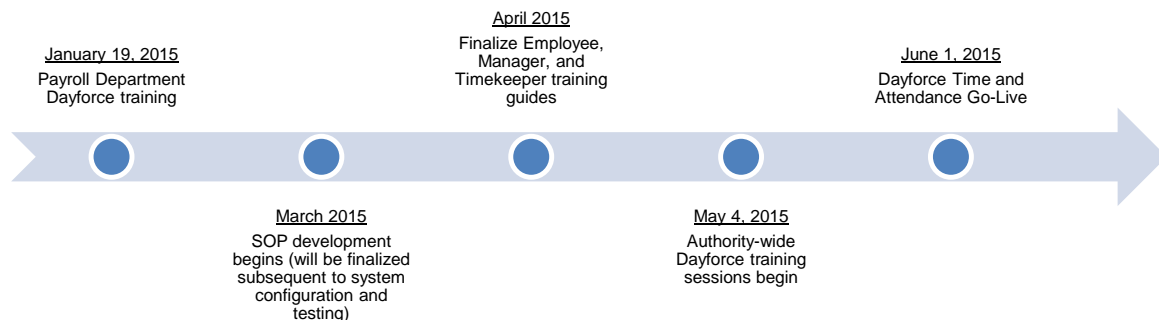 January 19, 2015
Payroll Department
Dayforce training
March 2015
SOP development
begins (will be finalized
subsequent to system
configuration and
testing)
April 2015
Finalize Employee,
Manager, and
Timekeeper training
guides
May 4, 2015
Authority-wide
Dayforce training
sessions begin
June 1, 2015
Dayforce Time and
Attendance Go-Live